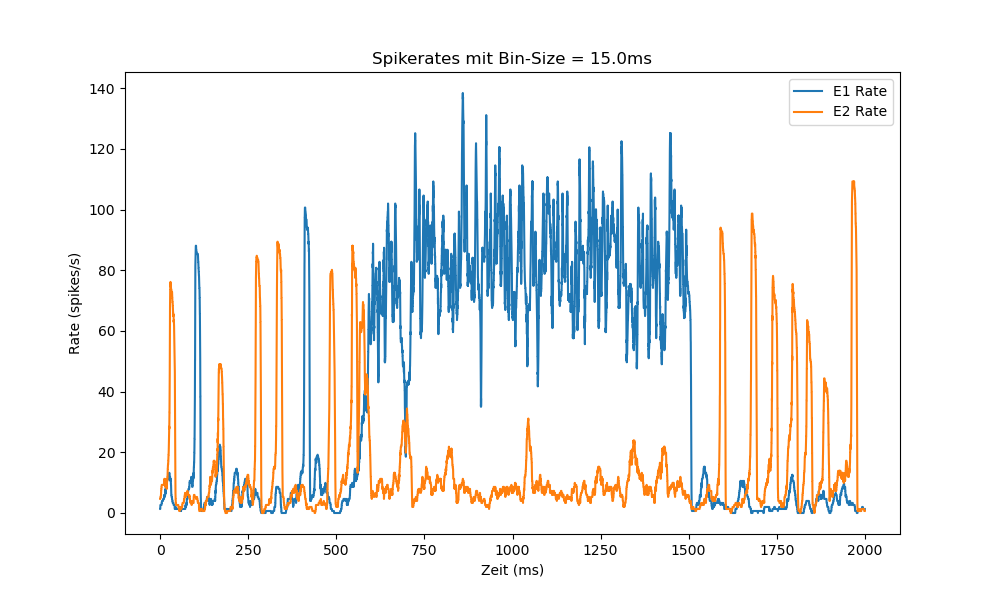 Spikerates mit Bin-Size = 15.0ms
E1 Rate
E2 Rate
Rate (spikes/s)
140
120
100
80
60
40
20
0
0 250 500 750 1000 1250 1500 1750 2000
Zeit (ms)